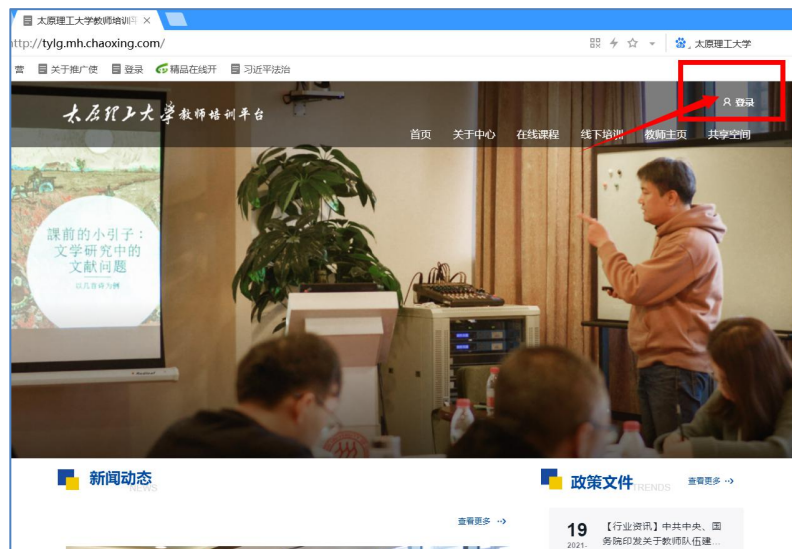 太原理工大学教师培训平
http://tylg.mh.chaoxing.com/
太原理工大学
营 关于推广使 登录 精品在线开 习近平法治
登录
太原理工大学教师培训平台
首页 关于中心 在线课程 线下培训 教师主页 共享空间
課前的小引子：
文学研究中的
文献问题
新闻动态
NEWS
政策文件
TRENDS
查看更多
查看更多
19
2021-
【行业资讯】中共中央、国
务院印发关于教师队伍建...